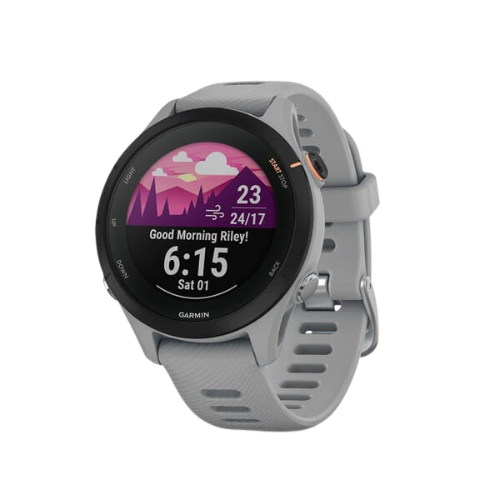 LIGHT
START STOP
UP
23
24/17
Good Morning Riley!
6:15
DOWN
BACK
Sat 01
GARMIN